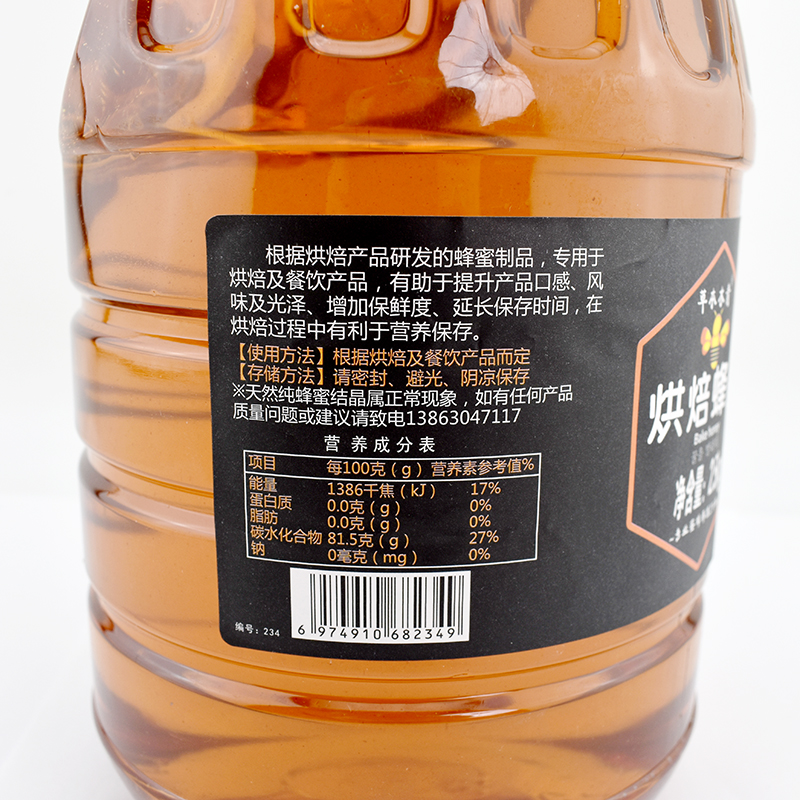 根据烘焙产品研发的蜂蜜制品，专用于
烘焙及餐饮产品，有助于提升产品口感、风
味及光泽、增加保鲜度、延长保存时间，在
烘焙过程中有利于营养保存。
【使用方法】根据烘焙及餐饮产品而定
【存储方法】请密封、避光、阴凉保存
※天然纯蜂蜜结晶属正常现象，如有任何产品
质量问题或建议请致电13863047117
营养成分表
项目 每100克（g） 营养素参考值%
能量 1386千焦（kJ） 17%
蛋白质 0.0克（g） 0%
脂肪 0.0克（g） 0%
碳水化合物 81.5克（g） 27%
钠 0毫克（mg） 0%
编号：234
6 974910 682349
烘焙蜂
Bake
净含量: